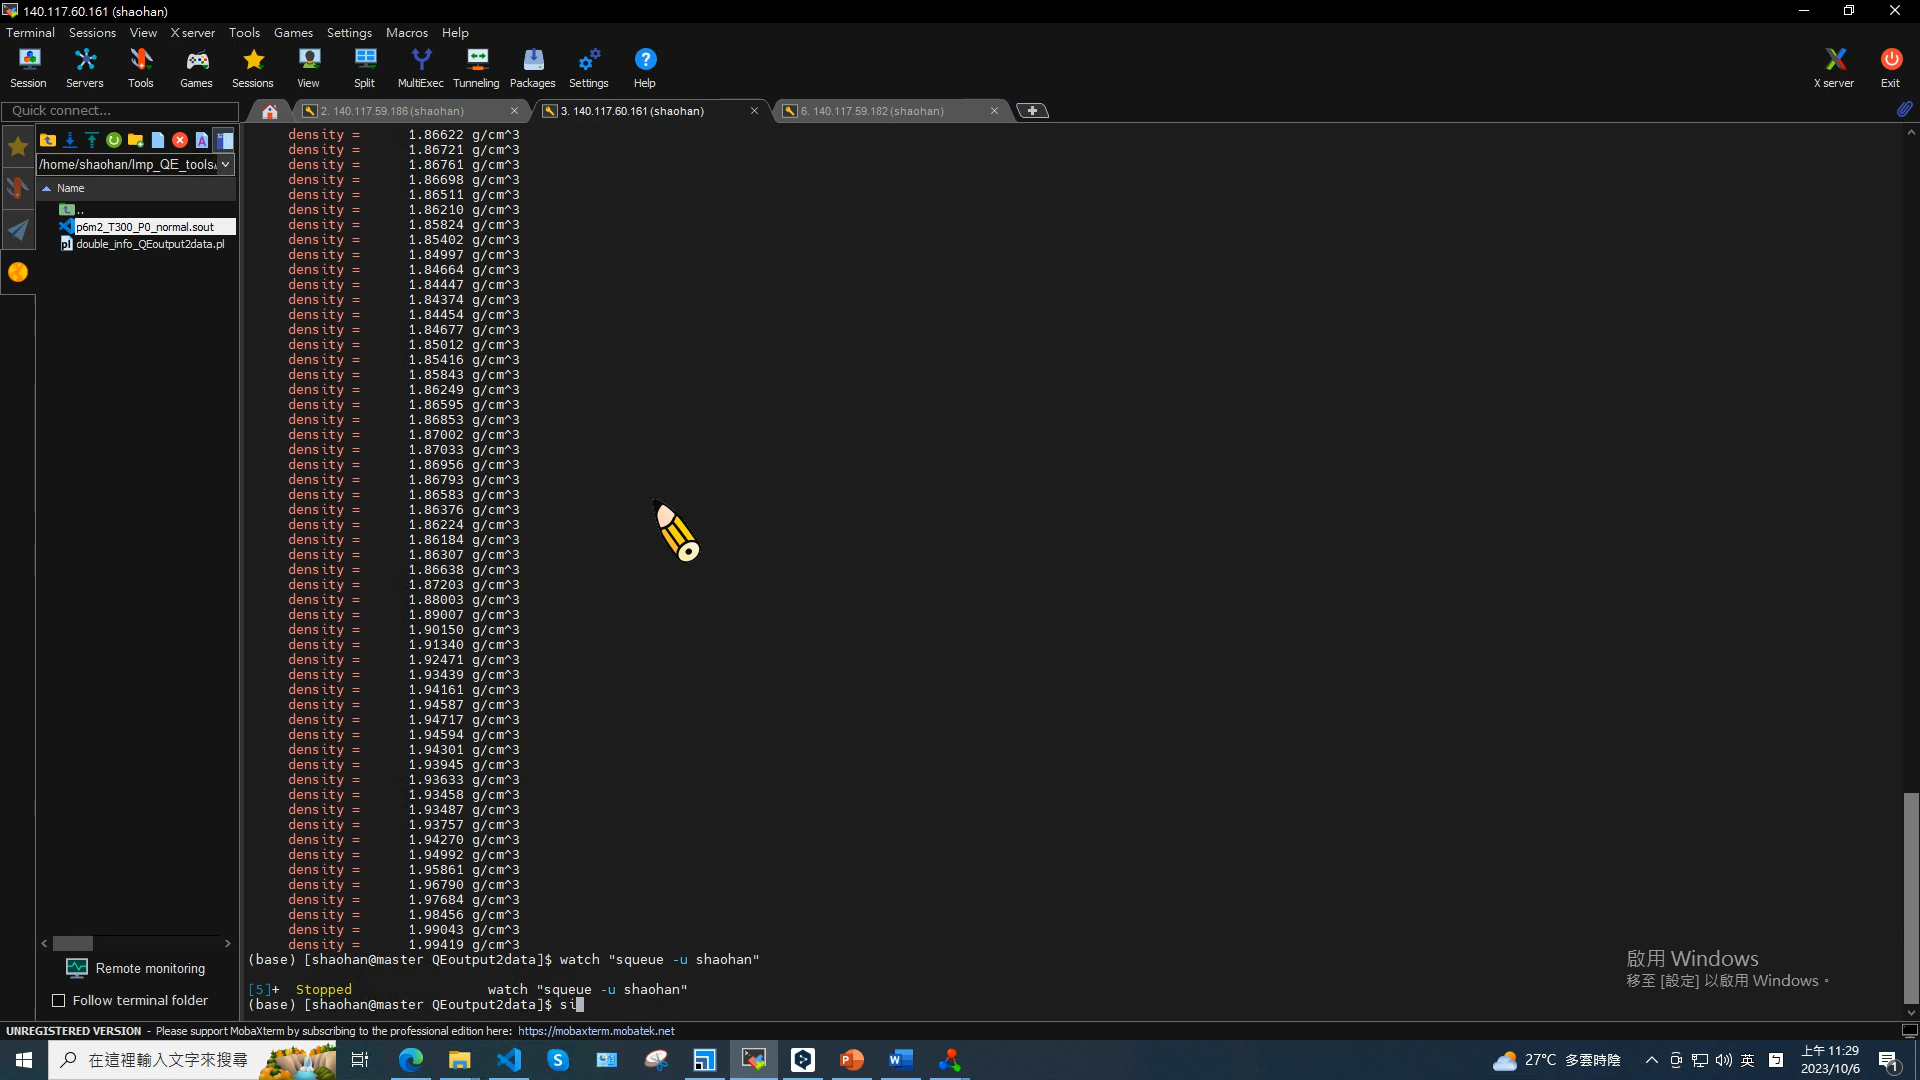 140.117.60.161 (shaohan)
Terminal Sessions View X server Tools Games Settings Macros Help
Session Servers Tools Games Sessions View Split MultiExec Tunneling Packages Settings Help X server Exit
Quick connect...
2. 140.117.59.186 (shaohan)
3. 140.117.60.161 (shaohan)
6. 140.117.59.182 (shaohan)
/home/shaohan/lmp_QE_tools/
Name
..
p6m2_T300_P0_normal.sout
double_info_QEoutput2data.pl
density = 1.86622 g/cm^3
density = 1.86721 g/cm^3
density = 1.86761 g/cm^3
density = 1.86698 g/cm^3
density = 1.86511 g/cm^3
density = 1.86210 g/cm^3
density = 1.85824 g/cm^3
density = 1.85402 g/cm^3
density = 1.84997 g/cm^3
density = 1.84664 g/cm^3
density = 1.84447 g/cm^3
density = 1.84374 g/cm^3
density = 1.84454 g/cm^3
density = 1.84677 g/cm^3
density = 1.85012 g/cm^3
density = 1.85416 g/cm^3
density = 1.85843 g/cm^3
density = 1.86249 g/cm^3
density = 1.86595 g/cm^3
density = 1.86853 g/cm^3
density = 1.87002 g/cm^3
density = 1.87033 g/cm^3
density = 1.86956 g/cm^3
density = 1.86793 g/cm^3
density = 1.86583 g/cm^3
density = 1.86376 g/cm^3
density = 1.86224 g/cm^3
density = 1.86184 g/cm^3
density = 1.86307 g/cm^3
density = 1.86638 g/cm^3
density = 1.87203 g/cm^3
density = 1.88003 g/cm^3
density = 1.89007 g/cm^3
density = 1.90150 g/cm^3
density = 1.91340 g/cm^3
density = 1.92471 g/cm^3
density = 1.93439 g/cm^3
density = 1.94161 g/cm^3
density = 1.94587 g/cm^3
density = 1.94717 g/cm^3
density = 1.94594 g/cm^3
density = 1.94301 g/cm^3
density = 1.93945 g/cm^3
density = 1.93633 g/cm^3
density = 1.93458 g/cm^3
density = 1.93487 g/cm^3
density = 1.93757 g/cm^3
density = 1.94270 g/cm^3
density = 1.94992 g/cm^3
density = 1.95861 g/cm^3
density = 1.96790 g/cm^3
density = 1.97684 g/cm^3
density = 1.98456 g/cm^3
density = 1.99043 g/cm^3
density = 1.99419 g/cm^3
(base) [shaohan@master QEoutput2data]$ watch "squeue -u shaohan"
[5]+ Stopped watch "squeue -u shaohan"
(base) [shaohan@master QEoutput2data]$ si
Remote monitoring
Follow terminal folder
啟用 Windows
移至 [設定] 以啟用 Windows。
UNREGISTERED VERSION - Please support MobaXterm by subscribing to the professional edition here: https://mobaxterm.mobatek.net
在這裡輸入文字來搜尋
27°C 多雲時陰
英
上午 11:29
2023/10/6
1